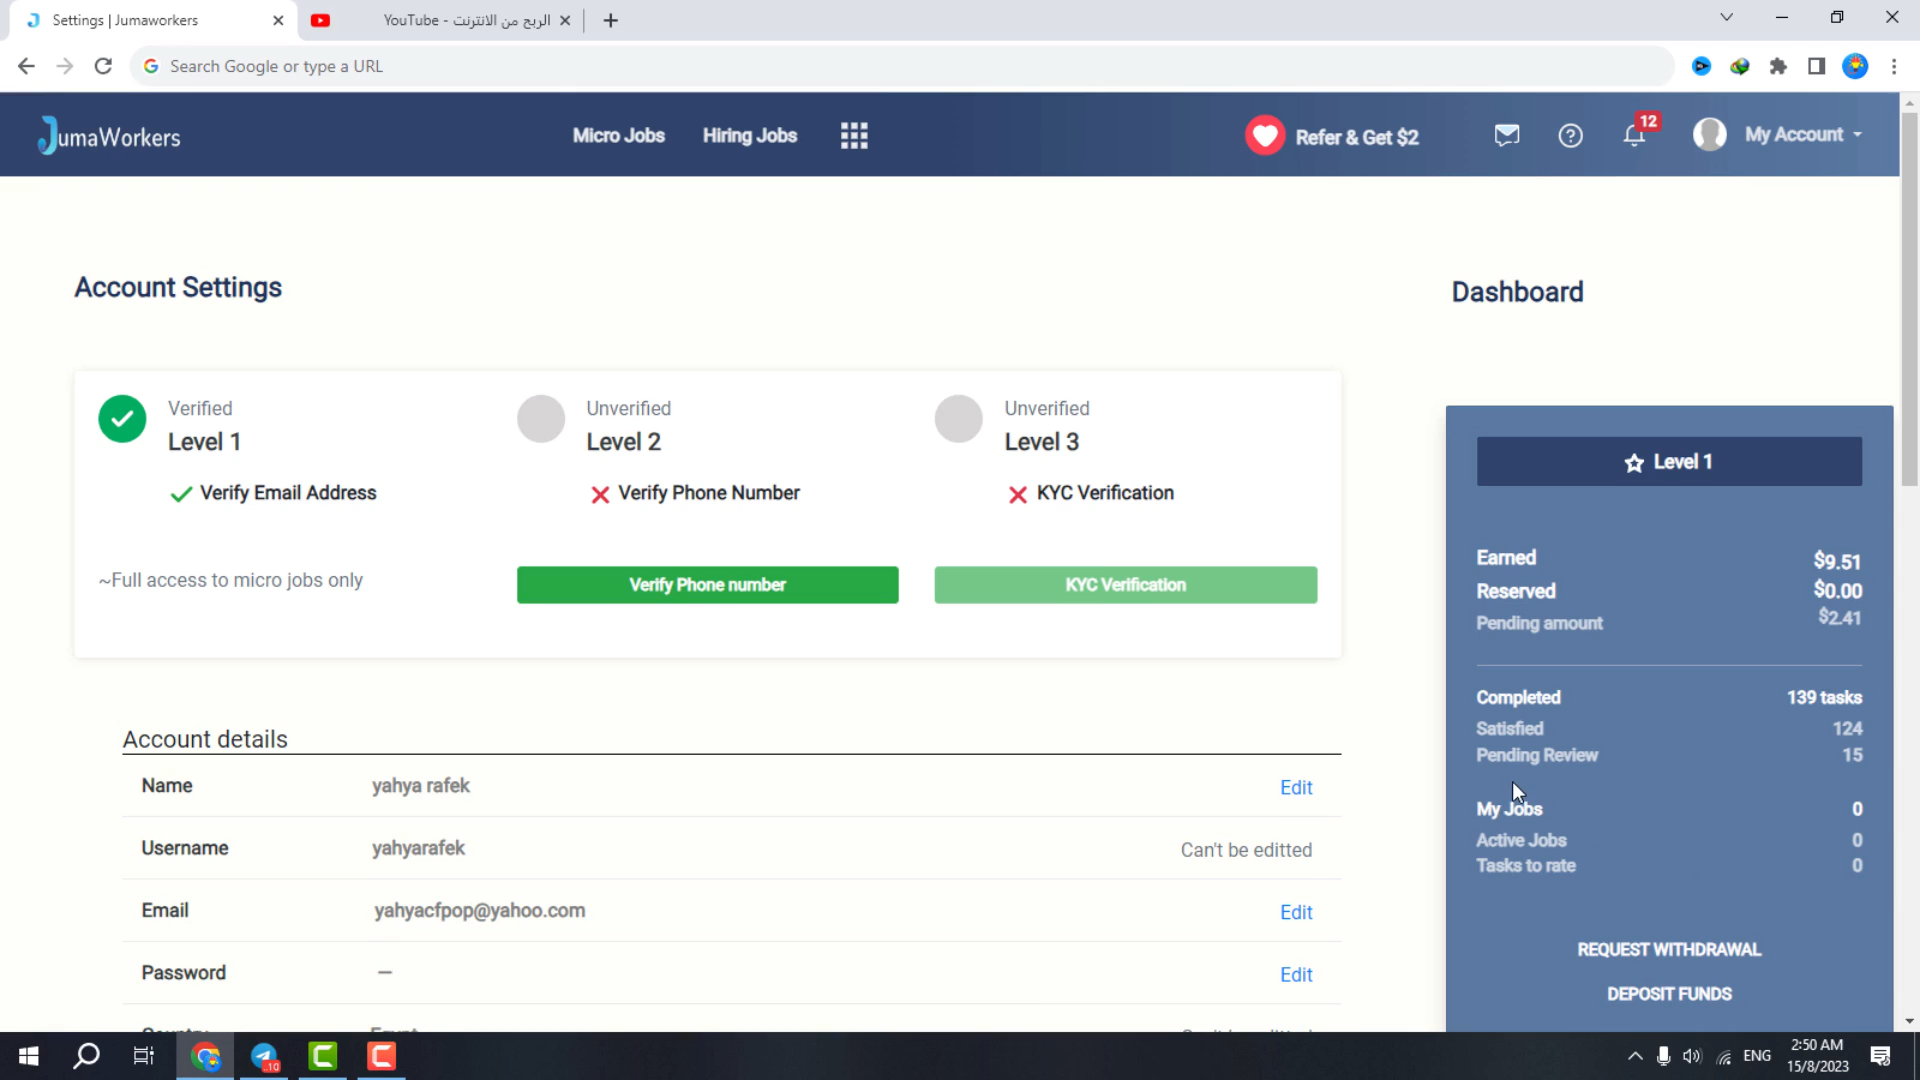 Settings | Jumaworkers
الربح من الانترنت - YouTube
Search Google or type a URL
JumaWorkers
Micro Jobs
Hiring Jobs
Refer & Get $2
12
My Account
Account Settings
Dashboard
Verified
Level 1
Verify Email Address
~Full access to micro jobs only
Unverified
Level 2
Verify Phone Number
Verify Phone number
Unverified
Level 3
KYC Verification
KYC Verification
Level 1
Earned $9.51
Reserved $0.00
Pending amount $2.41
Completed 139 tasks
Satisfied 124
Pending Review 15
My Jobs 0
Active Jobs 0
Tasks to rate 0
REQUEST WITHDRAWAL
DEPOSIT FUNDS
Account details
Name yahya rafek Edit
Username yahyarafek Can't be editted
Email yahyacfpop@yahoo.com Edit
Password — Edit
10
ENG
2:50 AM
15/8/2023